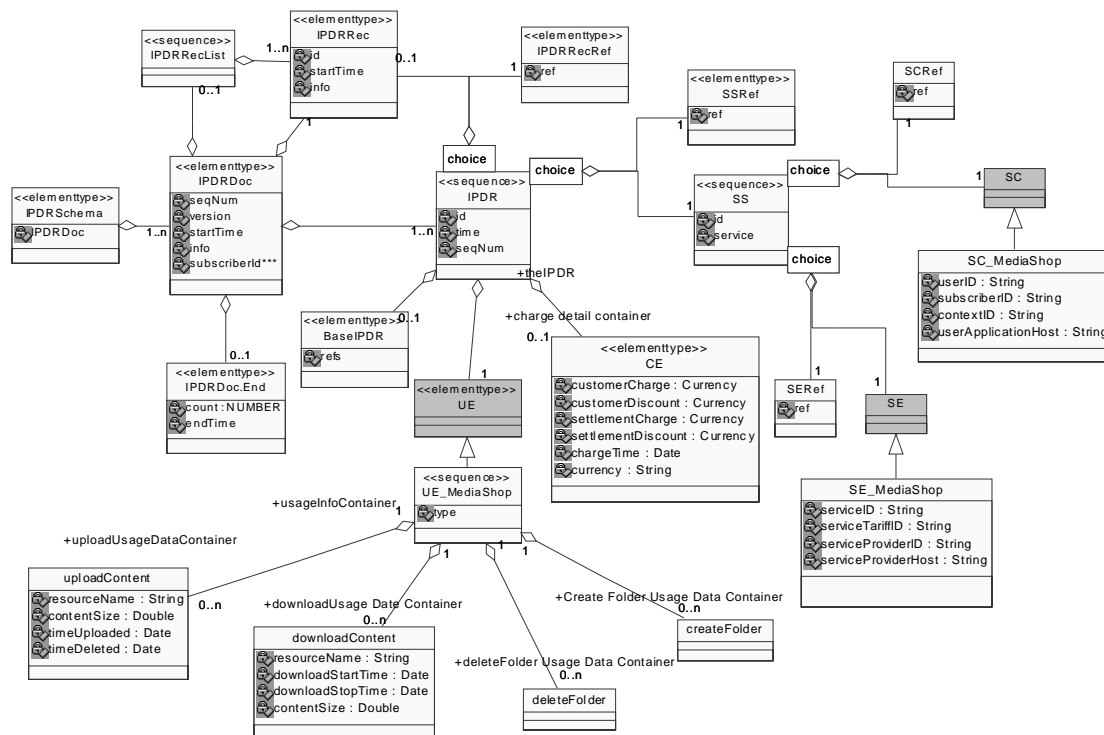 <<sequence>>
IPDRRecList
1..n
0..1
<<elementtype>>
IPDRRec
id
startTime
info
0..1
1
<<elementtype>>
IPDRRecRef
ref
1
<<elementtype>>
SSRef
ref
1
SCRef
ref
1
<<elementtype>>
IPDRSchema
IPDRDoc
1..n
<<elementtype>>
IPDRDoc
seqNum
version
startTime
info
subscriberId***
choice
choice
<<sequence>>
IPDR
id
time
seqNum
1..n
<<sequence>>
SS
id
service
1
choice
choice
SC
1
SC_MediaShop
userID : String
subscriberID : String
contextID : String
userApplicationHost : String
0..1
<<elementtype>>
IPDRDoc.End
count : NUMBER
endTime
<<elementtype>>
BaseIPDR
refs
0..1
+theIPDR
+charge detail container
0..1
1
<<elementtype>>
UE
<<elementtype>>
CE
customerCharge : Currency
customerDiscount : Currency
settlementCharge : Currency
settlementDiscount : Currency
chargeTime : Date
currency : String
1
SERef
ref
1
SE
SE_MediaShop
serviceID : String
serviceTariffID : String
serviceProviderID : String
serviceProviderHost : String
<<sequence>>
UE_MediaShop
type
+usageInfoContainer
1
1
1
1
+uploadUsageDataContainer
uploadContent
resourceName : String
contentSize : Double
timeUploaded : Date
timeDeleted : Date
0..n
+downloadUsage Date Container
0..n
downloadContent
resourceName : String
downloadStartTime : Date
downloadStopTime : Date
contentSize : Double
+deleteFolder Usage Data Container
0..n
deleteFolder
+Create Folder Usage Data Container
0..n
createFolder